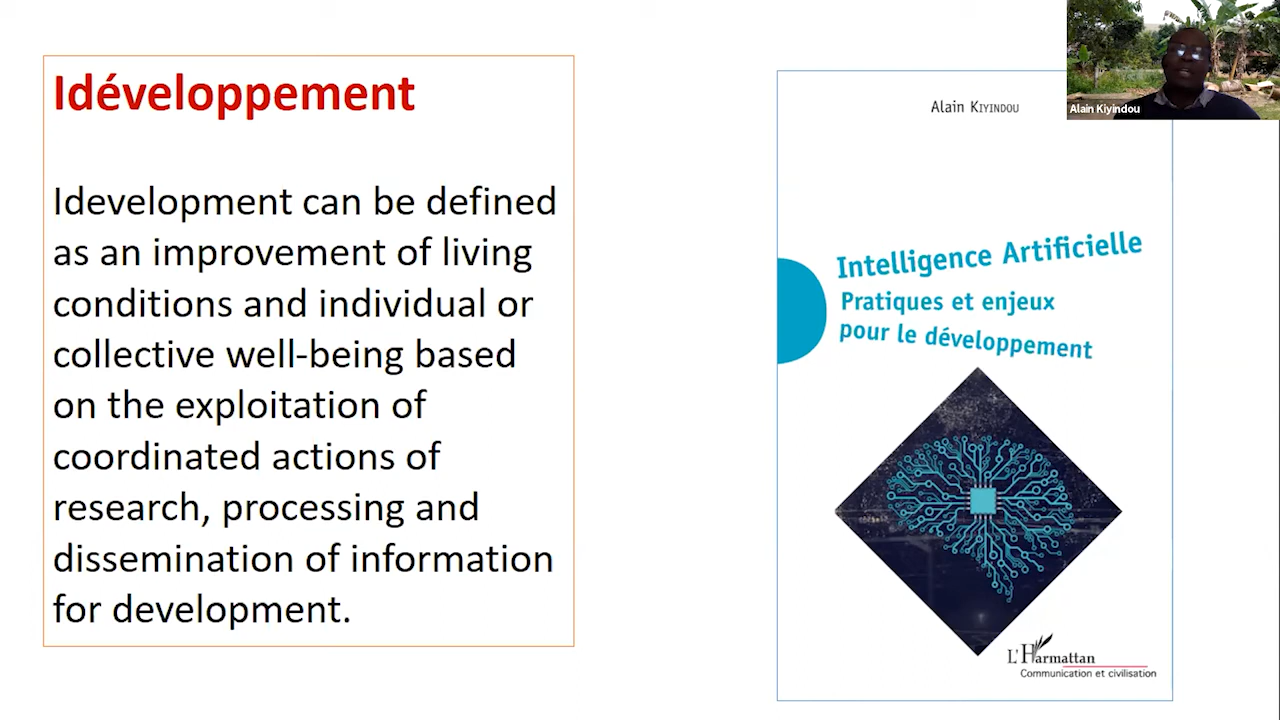 Idéveloppement
Idevelopment can be defined
as an improvement of living
conditions and individual or
collective well-being based
on the exploitation of
coordinated actions of
research, processing and
dissemination of information
for development.
Alain KIYINDOU
Intelligence Artificielle
Pratiques et enjeux
pour le développement
L'Harmattan
Communication et civilisation
Alain Kiyindou